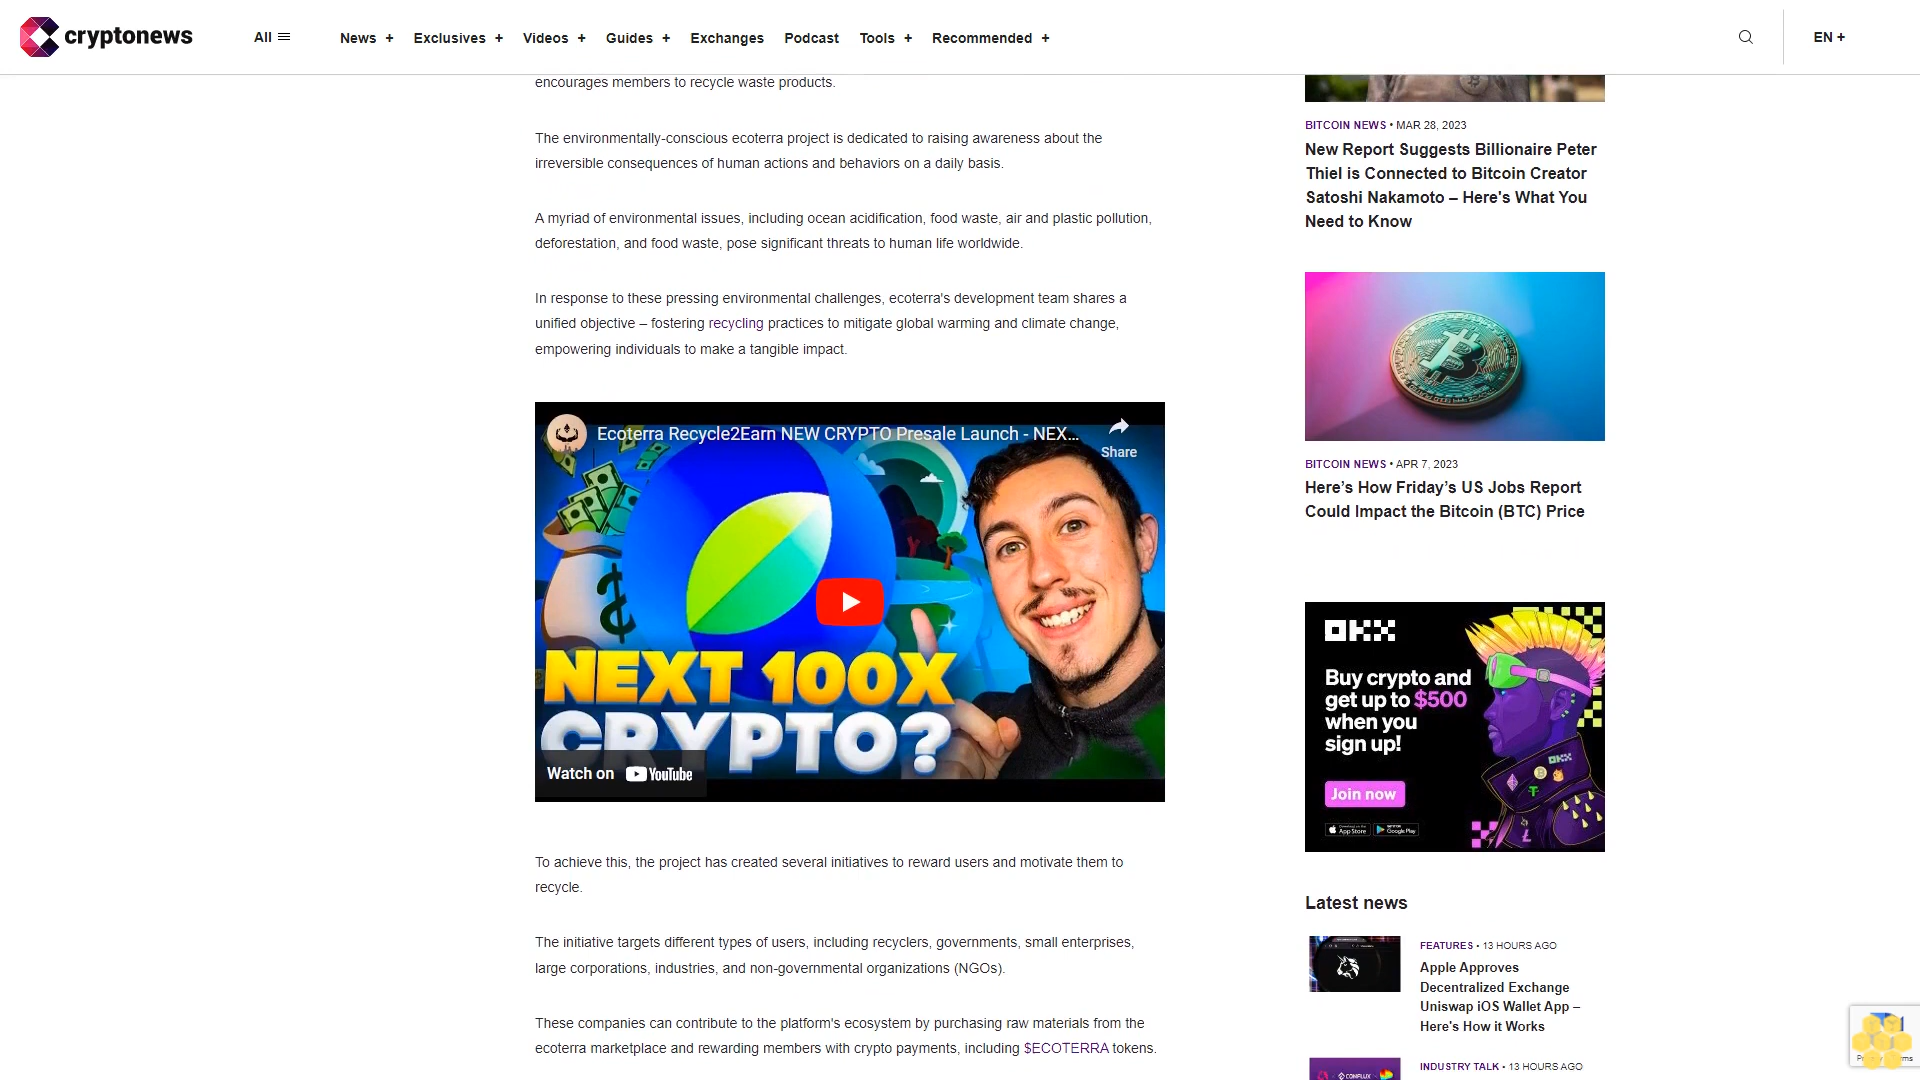 cryptonews
All
News +
Exclusives +
Videos +
Guides +
Exchanges
Podcast
Tools +
Recommended +
EN +
encourages members to recycle waste products.
The environmentally-conscious ecoterra project is dedicated to raising awareness about the
irreversible consequences of human actions and behaviors on a daily basis.
A myriad of environmental issues, including ocean acidification, food waste, air and plastic pollution,
deforestation, and food waste, pose significant threats to human life worldwide.
In response to these pressing environmental challenges, ecoterra's development team shares a
unified objective – fostering recycling practices to mitigate global warming and climate change,
empowering individuals to make a tangible impact.
Ecoterra Recycle2Earn NEW CRYPTO Presale Launch - NEX...
Share
NEXT 100X
CRYPTO?
Watch on YouTube
To achieve this, the project has created several initiatives to reward users and motivate them to
recycle.
The initiative targets different types of users, including recyclers, governments, small enterprises,
large corporations, industries, and non-governmental organizations (NGOs).
These companies can contribute to the platform's ecosystem by purchasing raw materials from the
ecoterra marketplace and rewarding members with crypto payments, including $ECOTERRA tokens.
BITCOIN NEWS • MAR 28, 2023
New Report Suggests Billionaire Peter
Thiel is Connected to Bitcoin Creator
Satoshi Nakamoto – Here's What You
Need to Know
BITCOIN NEWS • APR 7, 2023
Here’s How Friday’s US Jobs Report
Could Impact the Bitcoin (BTC) Price
OKX
Buy crypto and
get up to $500
when you
sign up!
Join now
App Store
Google Play
OKX
Latest news
FEATURES • 13 HOURS AGO
Apple Approves
Decentralized Exchange
Uniswap iOS Wallet App –
Here's How it Works
CONFLUX
INDUSTRY TALK • 13 HOURS AGO